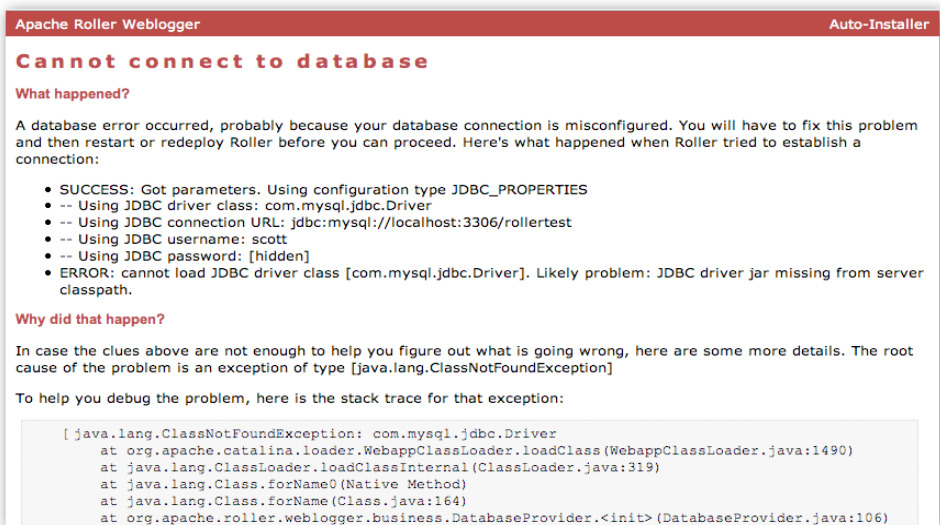 Apache Roller Weblogger Auto-Installer
Cannot connect to database
What happened?
A database error occurred, probably because your database connection is misconfigured. You will have to fix this problem
and then restart or redeploy Roller before you can proceed. Here's what happened when Roller tried to establish a
connection:
• SUCCESS: Got parameters. Using configuration type JDBC_PROPERTIES
• -- Using JDBC driver class: com.mysql.jdbc.Driver
• -- Using JDBC connection URL: jdbc:mysql://localhost:3306/rollertest
• -- Using JDBC username: scott
• -- Using JDBC password: [hidden]
• ERROR: cannot load JDBC driver class [com.mysql.jdbc.Driver]. Likely problem: JDBC driver jar missing from server
classpath.
Why did that happen?
In case the clues above are not enough to help you figure out what is going wrong, here are some more details. The root
cause of the problem is an exception of type [java.lang.ClassNotFoundException]
To help you debug the problem, here is the stack trace for that exception:
[java.lang.ClassNotFoundException: com.mysql.jdbc.Driver
at org.apache.catalina.loader.WebappClassLoader.loadClass(WebappClassLoader.java:1490)
at java.lang.ClassLoader.loadClassInternal(ClassLoader.java:319)
at java.lang.Class.forName0(Native Method)
at java.lang.Class.forName(Class.java:164)
at org.apache.roller.weblogger.business.DatabaseProvider.<init>(DatabaseProvider.java:106)